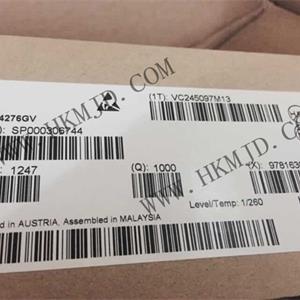 4276GV
(1T): VC245097M13
SP000306744
1247
(Q): 1000
(X): 9781630
Level/Temp: 1/260
d in AUSTRIA, Assembled in MALAYSIA
WWW.HKMJD.COM
WWW.HKMJD.COM